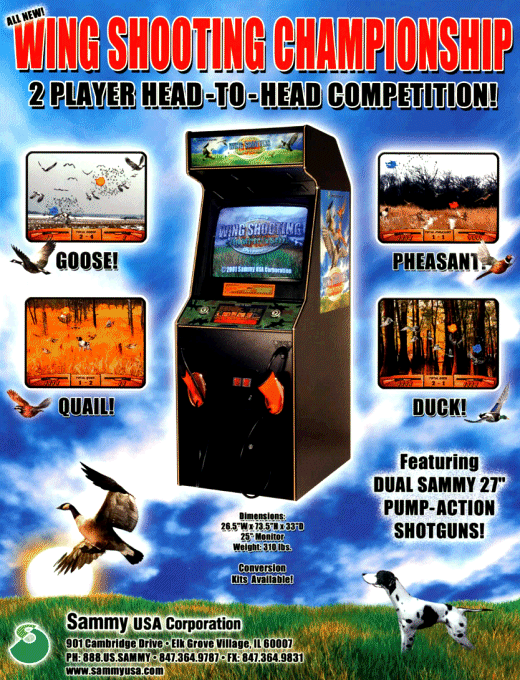 ALL NEW!
WING SHOOTING CHAMPIONSHIP
2 PLAYER HEAD-TO-HEAD COMPETITION!
WING SHOOTING
GOOSE!
PHEASANT!
WING SHOOTING
© 2001 Sammy USA Corporation
QUAIL!
DUCK!
Featuring
DUAL SAMMY 27"
PUMP-ACTION
SHOTGUNS!
Dimensions:
26.5"W x 73.5"H x 33"D
25" Monitor
Weight: 310 lbs.
Conversion
Kits Available!
Sammy USA Corporation
901 Cambridge Drive • Elk Grove Village, IL 60007
PH: 888.US.SAMMY • 847.364.9787 • FX: 847.364.9831
www.sammyusa.com